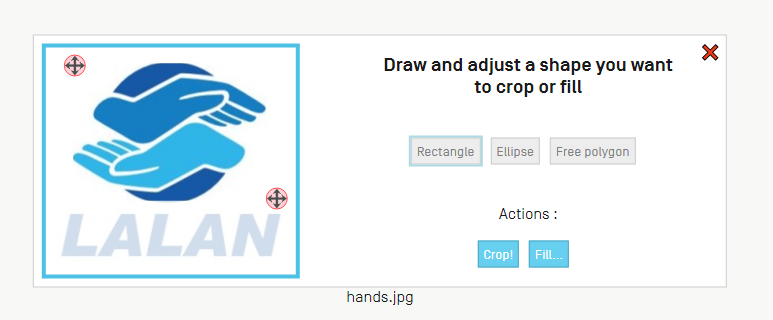 LALAN
Draw and adjust a shape you want
to crop or fill
Rectangle
Ellipse
Free polygon
Actions :
Crop!
Fill...
hands.jpg